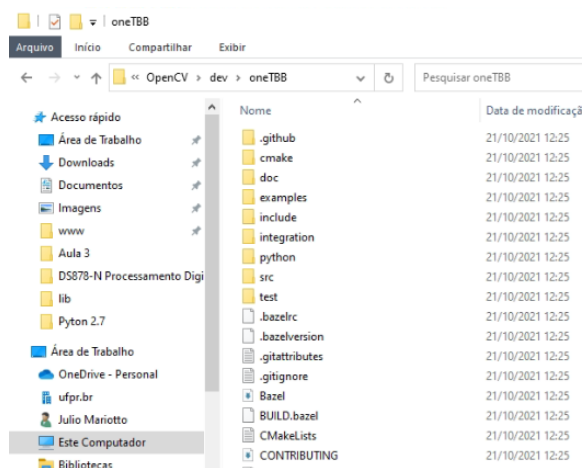 oneTBB
Arquivo Início Compartilhar Exibir
« OpenCV › dev › oneTBB Pesquisar oneTBB
Acesso rápido
Área de Trabalho
Downloads
Documentos
Imagens
www
Aula 3
DS878-N Processamento Digi
lib
Pyton 2.7
Área de Trabalho
OneDrive - Personal
ufpr.br
Julio Mariotto
Este Computador
Bibliotecas
Nome Data de modificaçã
.github 21/10/2021 12:25
cmake 21/10/2021 12:25
doc 21/10/2021 12:25
examples 21/10/2021 12:25
include 21/10/2021 12:25
integration 21/10/2021 12:25
python 21/10/2021 12:25
src 21/10/2021 12:25
test 21/10/2021 12:25
.bazelrc 21/10/2021 12:25
.bazelversion 21/10/2021 12:25
.gitattributes 21/10/2021 12:25
.gitignore 21/10/2021 12:25
Bazel 21/10/2021 12:25
BUILD.bazel 21/10/2021 12:25
CMakeLists 21/10/2021 12:25
CONTRIBUTING 21/10/2021 12:25